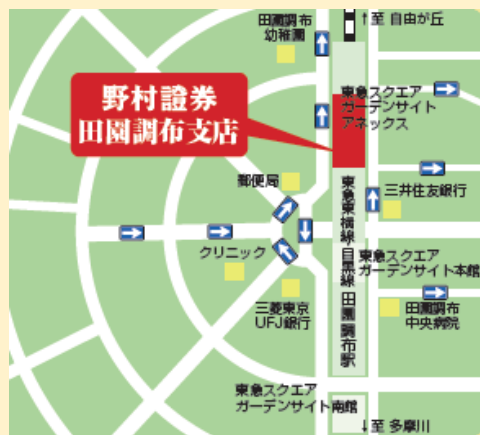 田園調布
幼稚園
↑至 自由が丘
野村證券
田園調布支店
東急スクエア
ガーデンサイト
アネックス
郵便局
三井住友銀行
東急東横線 目黒線 田園調布駅
クリニック
東急スクエア
ガーデンサイト本館
三菱東京
UFJ銀行
田園調布
中央病院
東急スクエア
ガーデンサイト南館
↓至 多摩川